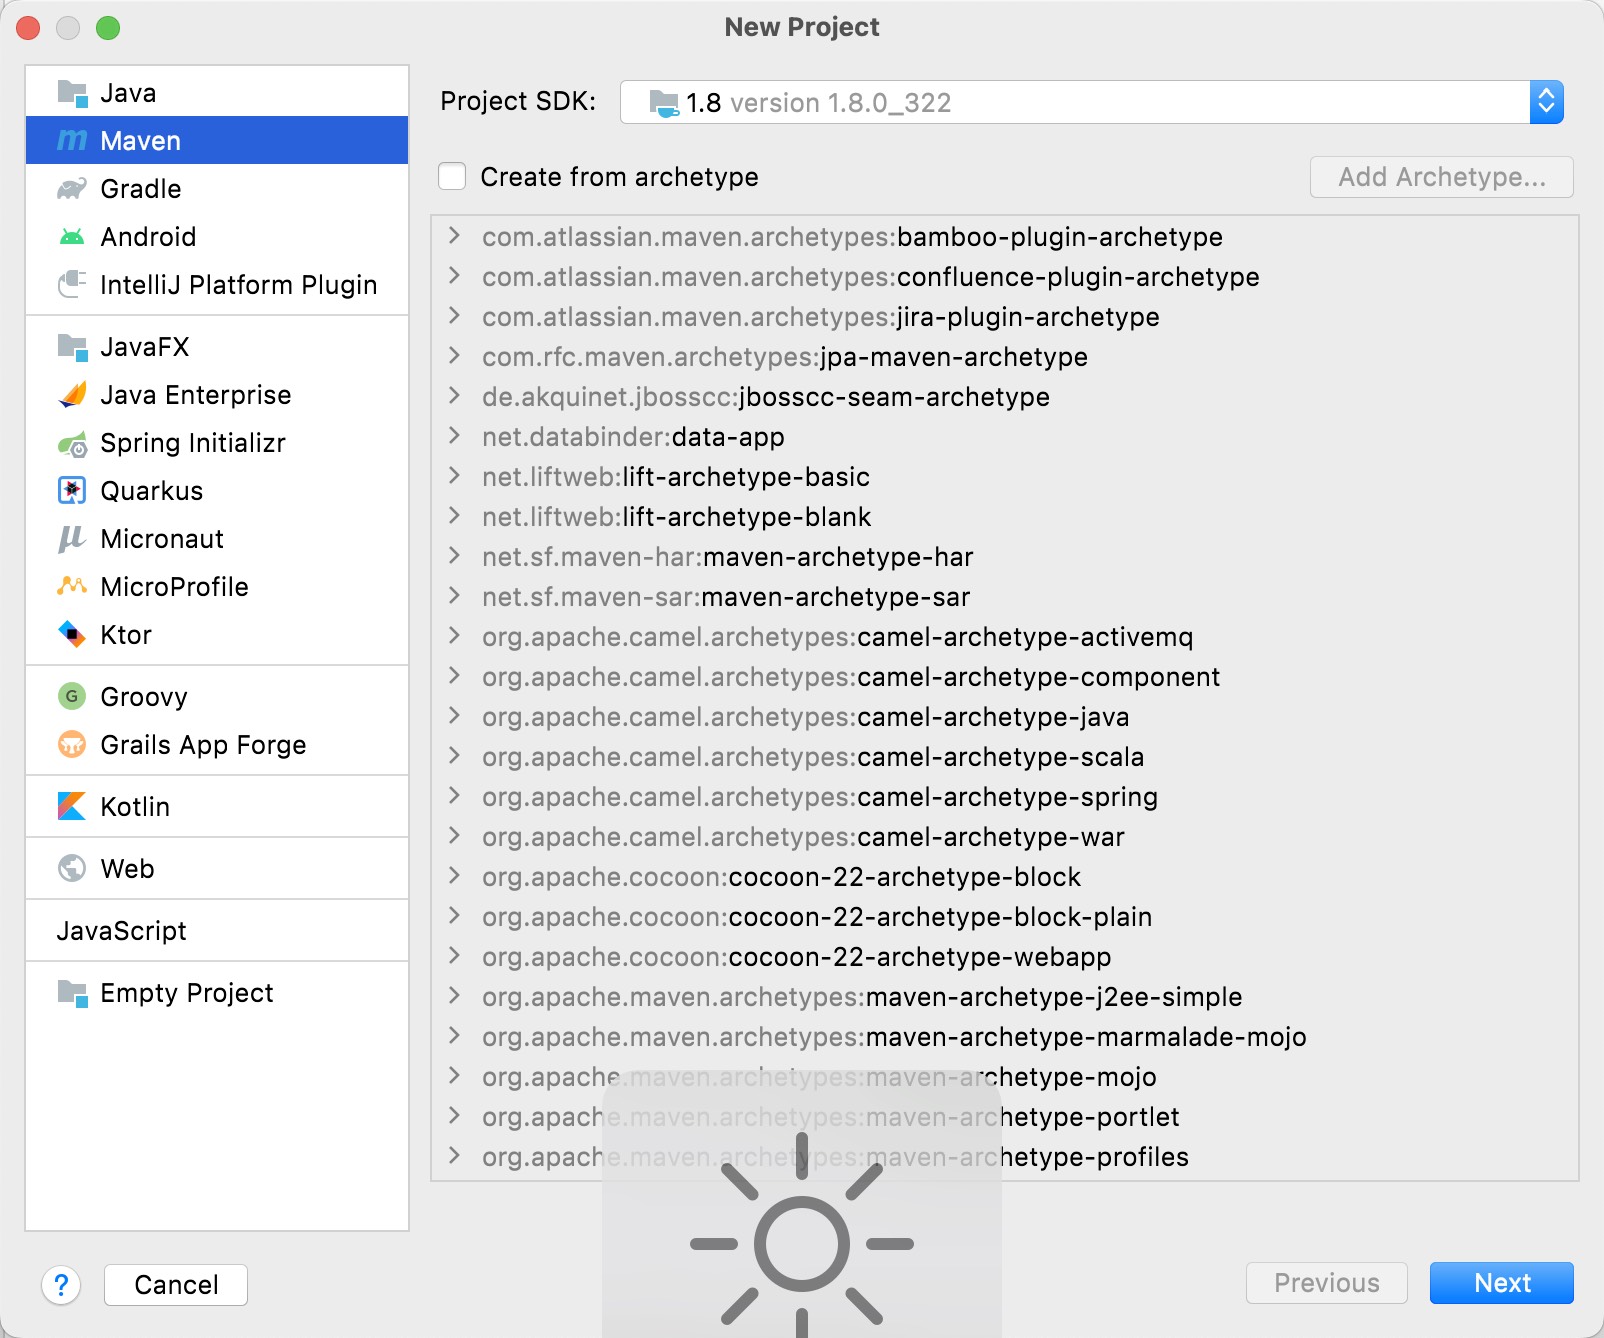 New Project
Java
Maven
Gradle
Android
IntelliJ Platform Plugin
JavaFX
Java Enterprise
Spring Initializr
Quarkus
Micronaut
MicroProfile
Ktor
G Groovy
Grails App Forge
Kotlin
Web
JavaScript
Empty Project
Project SDK: 1.8 version 1.8.0_322
Create from archetype
Add Archetype...
com.atlassian.maven.archetypes:bamboo-plugin-archetype
com.atlassian.maven.archetypes:confluence-plugin-archetype
com.atlassian.maven.archetypes:jira-plugin-archetype
com.rfc.maven.archetypes:jpa-maven-archetype
de.akquinet.jbosscc:jbosscc-seam-archetype
net.databinder:data-app
net.liftweb:lift-archetype-basic
net.liftweb:lift-archetype-blank
net.sf.maven-har:maven-archetype-har
net.sf.maven-sar:maven-archetype-sar
org.apache.camel.archetypes:camel-archetype-activemq
org.apache.camel.archetypes:camel-archetype-component
org.apache.camel.archetypes:camel-archetype-java
org.apache.camel.archetypes:camel-archetype-scala
org.apache.camel.archetypes:camel-archetype-spring
org.apache.camel.archetypes:camel-archetype-war
org.apache.cocoon:cocoon-22-archetype-block
org.apache.cocoon:cocoon-22-archetype-block-plain
org.apache.cocoon:cocoon-22-archetype-webapp
org.apache.maven.archetypes:maven-archetype-j2ee-simple
org.apache.maven.archetypes:maven-archetype-marmalade-mojo
org.apache.maven.archetypes:maven-archetype-mojo
org.apache.maven.archetypes:maven-archetype-portlet
org.apache.maven.archetypes:maven-archetype-profiles
? Cancel
Previous
Next